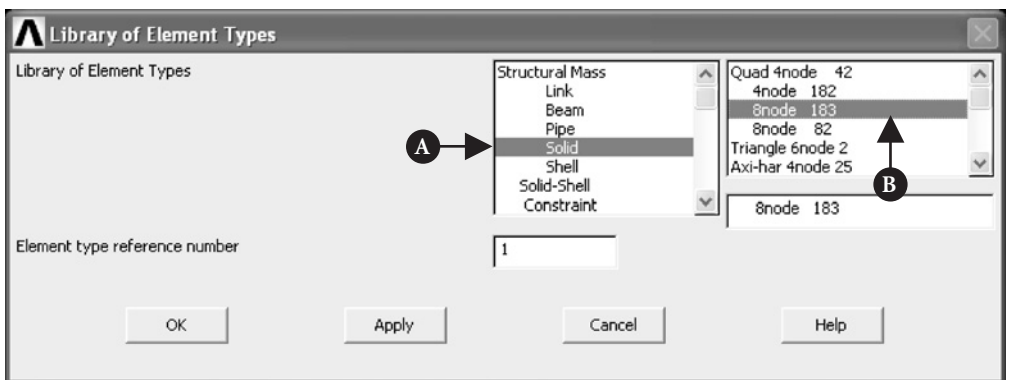 Library of Element Types
Library of Element Types
Structural Mass
Link
Beam
Pipe
Solid
Shell
Solid-Shell
Constraint
Quad 4node 42
4node 182
8node 183
8node 82
Triangle 6node 2
Axi-har 4node 25
8node 183
A
B
Element type reference number
1
OK
Apply
Cancel
Help